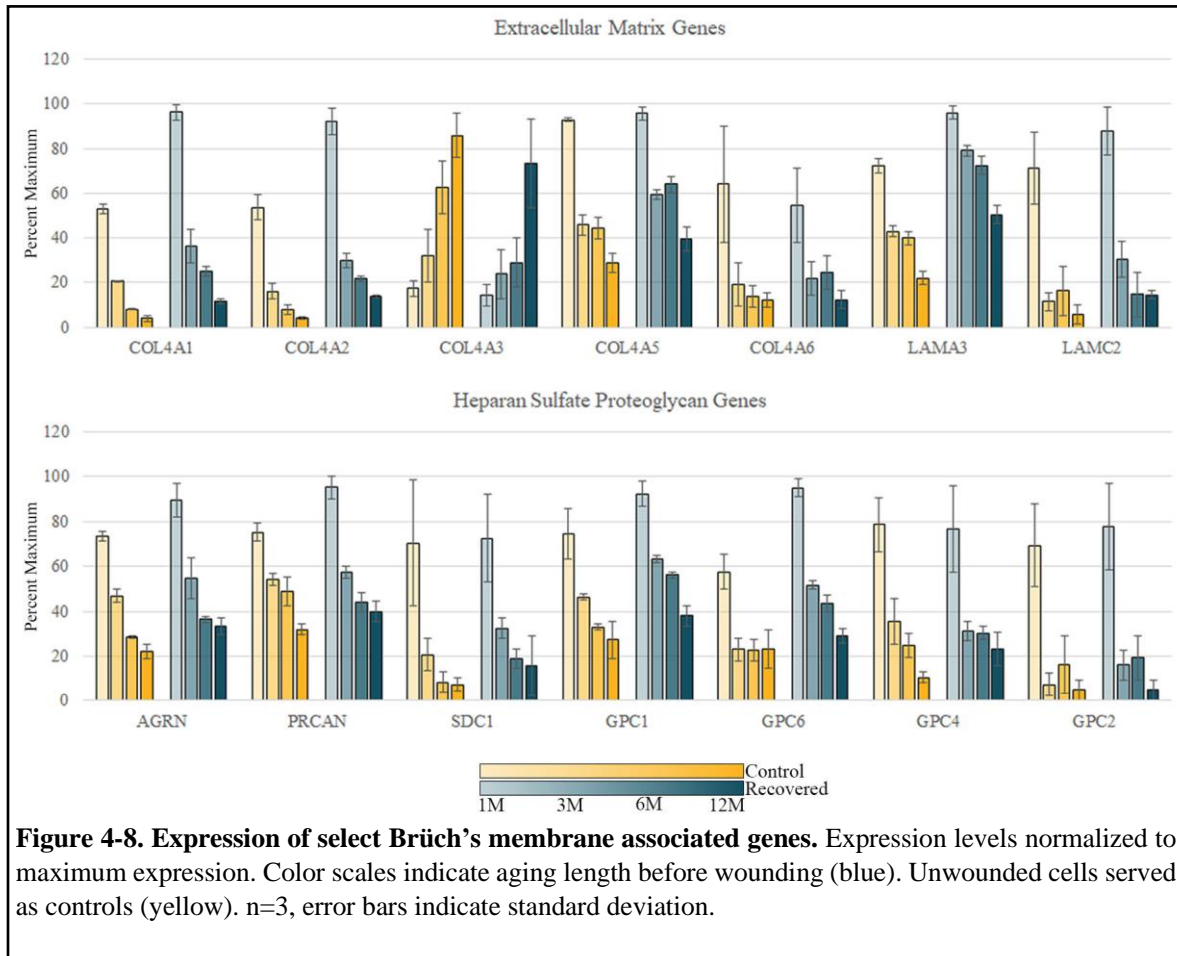 Extracellular Matrix Genes
120
100
80
60
40
20
0
Percent Maximum
COL4A1 COL4A2 COL4A3 COL4A5 COL4A6 LAMA3 LAMC2
Heparan Sulfate Proteoglycan Genes
120
100
80
60
40
20
0
Percent Maximum
AGRN PRCAN SDC1 GPC1 GPC6 GPC4 GPC2
Control
Recovered
1M 3M 6M 12M
Figure 4-8. Expression of select Brüch’s membrane associated genes. Expression levels normalized to
maximum expression. Color scales indicate aging length before wounding (blue). Unwounded cells served
as controls (yellow). n=3, error bars indicate standard deviation.